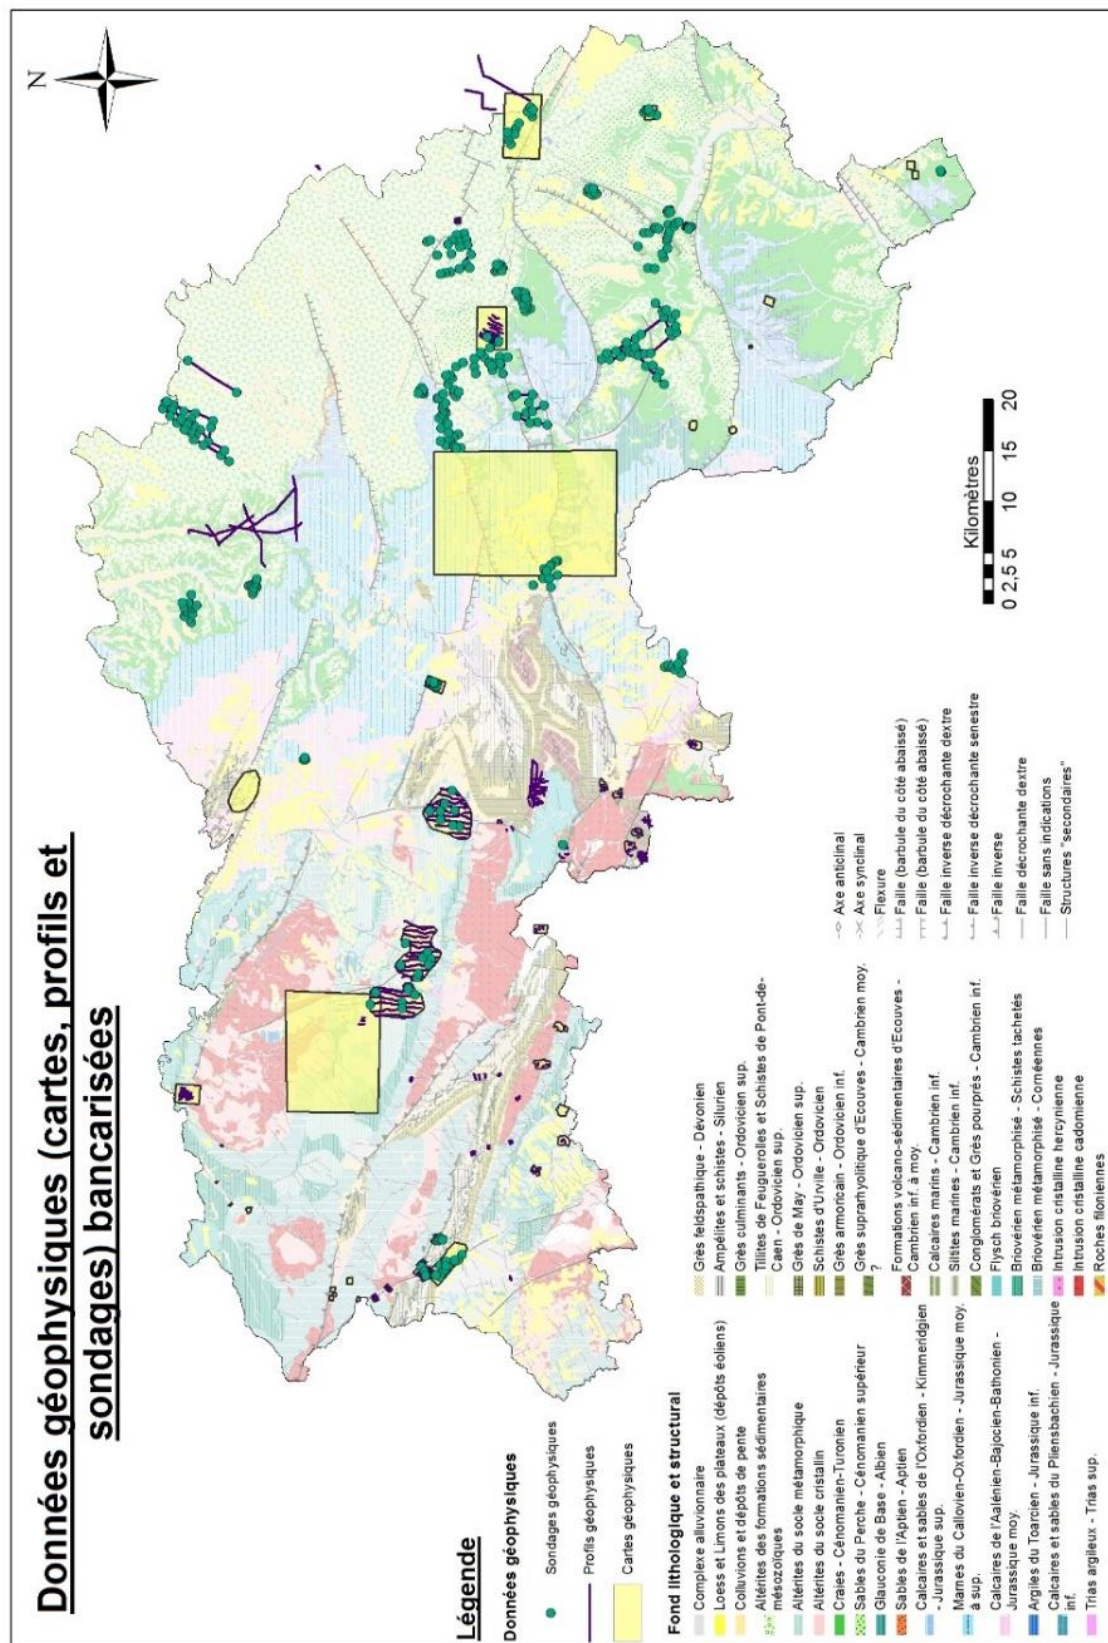 Données géophysiques (cartes, profils et
sondages) bancarisées
N
Légende
Données géophysiques
Sondages géophysiques
Profils géophysiques
Cartes géophysiques
Fond lithologique et structural
Complexe alluvionnaire
Loess et Limons des plateaux (dépôts éoliens)
Colluvions et dépôts de pente
Altérites des formations sédimentaires
mésozoïques
Altérites du socle métamorphique
Altérites du socle cristallin
Craies - Cénomanien-Turonien
Sables du Perche - Cénomanien supérieur
Glauconie de Base - Albien
Sables de l'Aptien - Aptien
Calcaires et sables de l'Oxfordien - Kimmeridgien
- Jurassique sup.
Marnes du Callovien-Oxfordien - Jurassique moy.
à sup.
Calcaires de l'Aalénien-Bajocien-Bathonien -
Jurassique moy.
Argiles du Toarcien - Jurassique inf.
Calcaires et sables du Pliensbachien - Jurassique
inf.
Trias argileux - Trias sup.
Grès feldspathique - Dévonien
Ampélites et schistes - Silurien
Grès culminants - Ordovicien sup.
Tillites de Feuguerolles et Schistes de Pont-de-
Caen - Ordovicien sup.
Grès de May - Ordovicien sup.
Schistes d'Urville - Ordovicien
Grès armoricain - Ordovicien inf.
Grès suprarhyolitique d'Ecouves - Cambrien moy.
?
Formations volcano-sédimentaires d'Ecouves -
Cambrien inf. à moy.
Calcaires marins - Cambrien inf.
Siltites marines - Cambrien inf.
Conglomérats et Grès pourprés - Cambrien inf.
Flysch briovérien
Briovérien métamorphisé - Schistes tachetés
Briovérien métamorphisé - Cornéennes
Intrusion cristalline hercynienne
Intrusion cristalline cadomienne
Roches filoniennes
Axe anticlinal
Axe synclinal
Flexure
Faille (barbule du côté abaissé)
Faille (barbule du côté abaissé)
Faille inverse décrochante dextre
Faille inverse décrochante senestre
Faille inverse
Faille décrochante dextre
Faille sans indications
Structures "secondaires"
Kilomètres
0 2,5 5 10 15 20